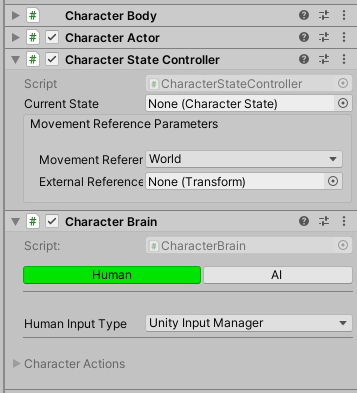 Character Body
Character Actor
Character State Controller
Script CharacterStateController
Current State None (Character State)
Movement Reference Parameters
Movement Referer World
External Reference None (Transform)
Character Brain
Script: CharacterBrain
Human AI
Human Input Type Unity Input Manager
Character Actions